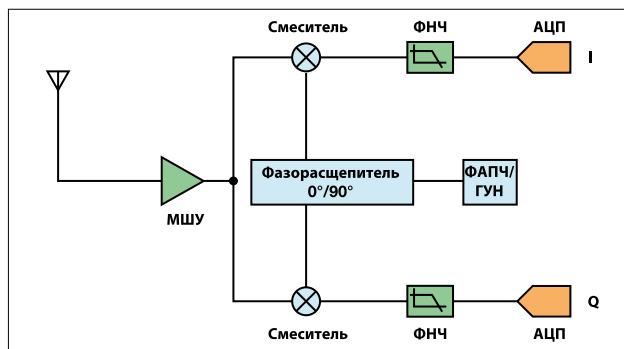 Смеситель
ФНЧ
АЦП
I
Фазорасщепитель
0°/90°
ФАПЧ/
ГУН
МШУ
Q
Смеситель
ФНЧ
АЦП